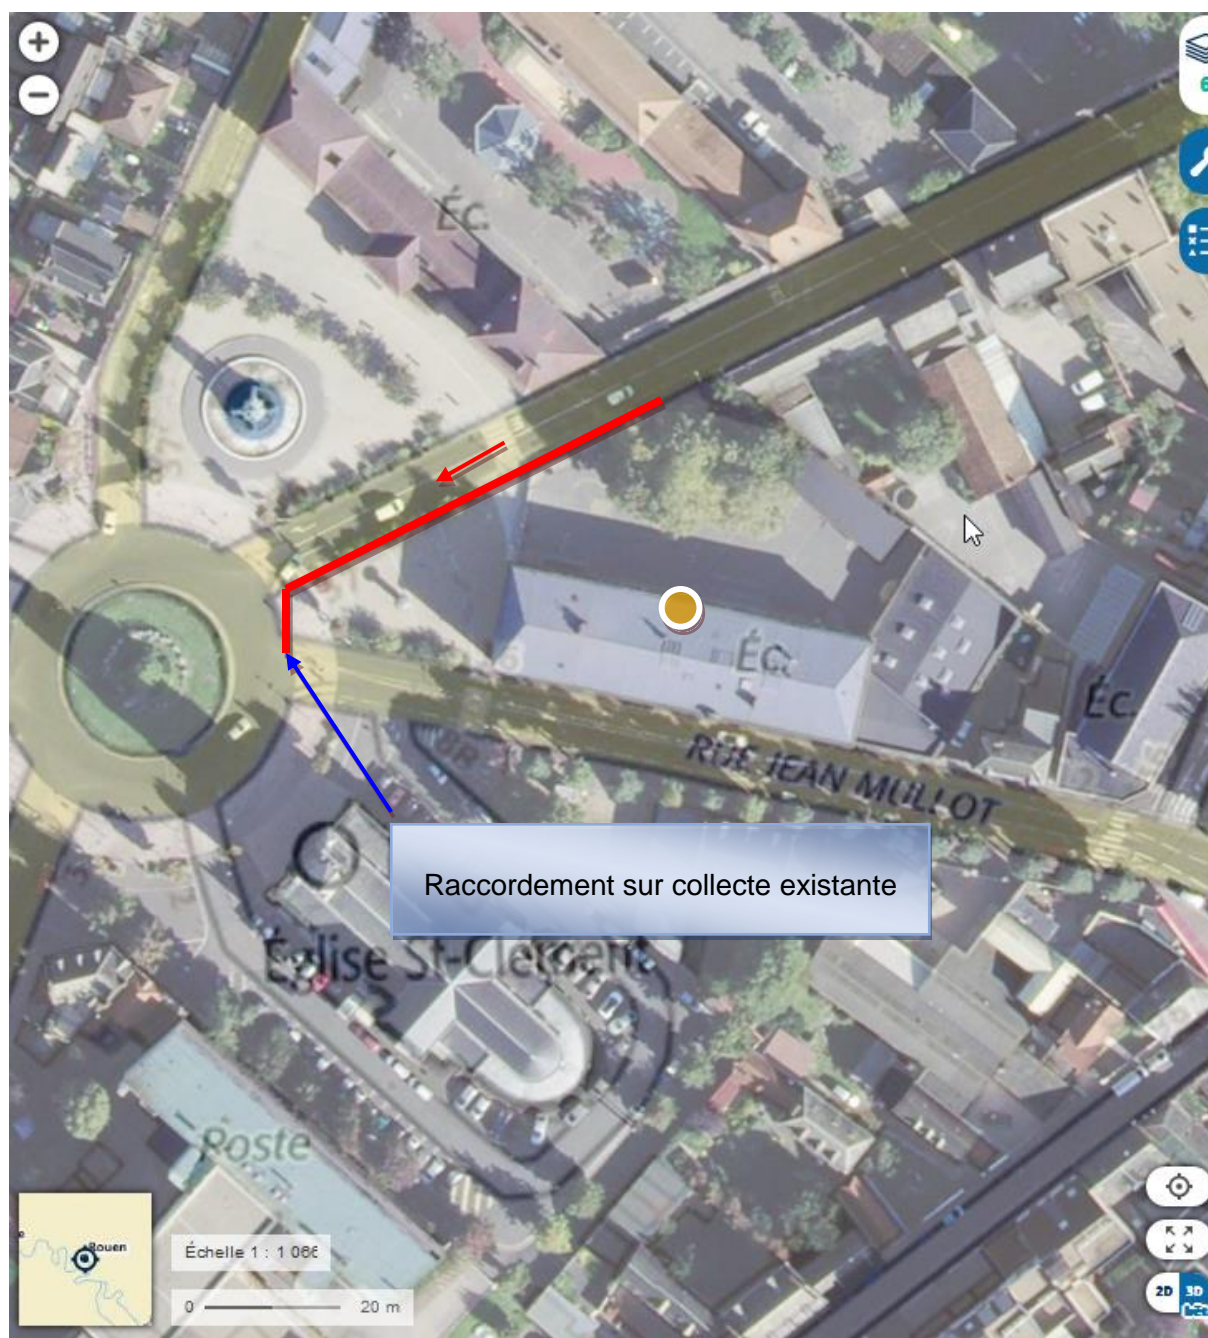 Éc.
Éc.
Éc.
RUE JEAN MULLOT
Raccordement sur collecte existante
Église St-Clément
Poste
Rouen
Échelle 1 : 1 066
0 20 m
2D 3D